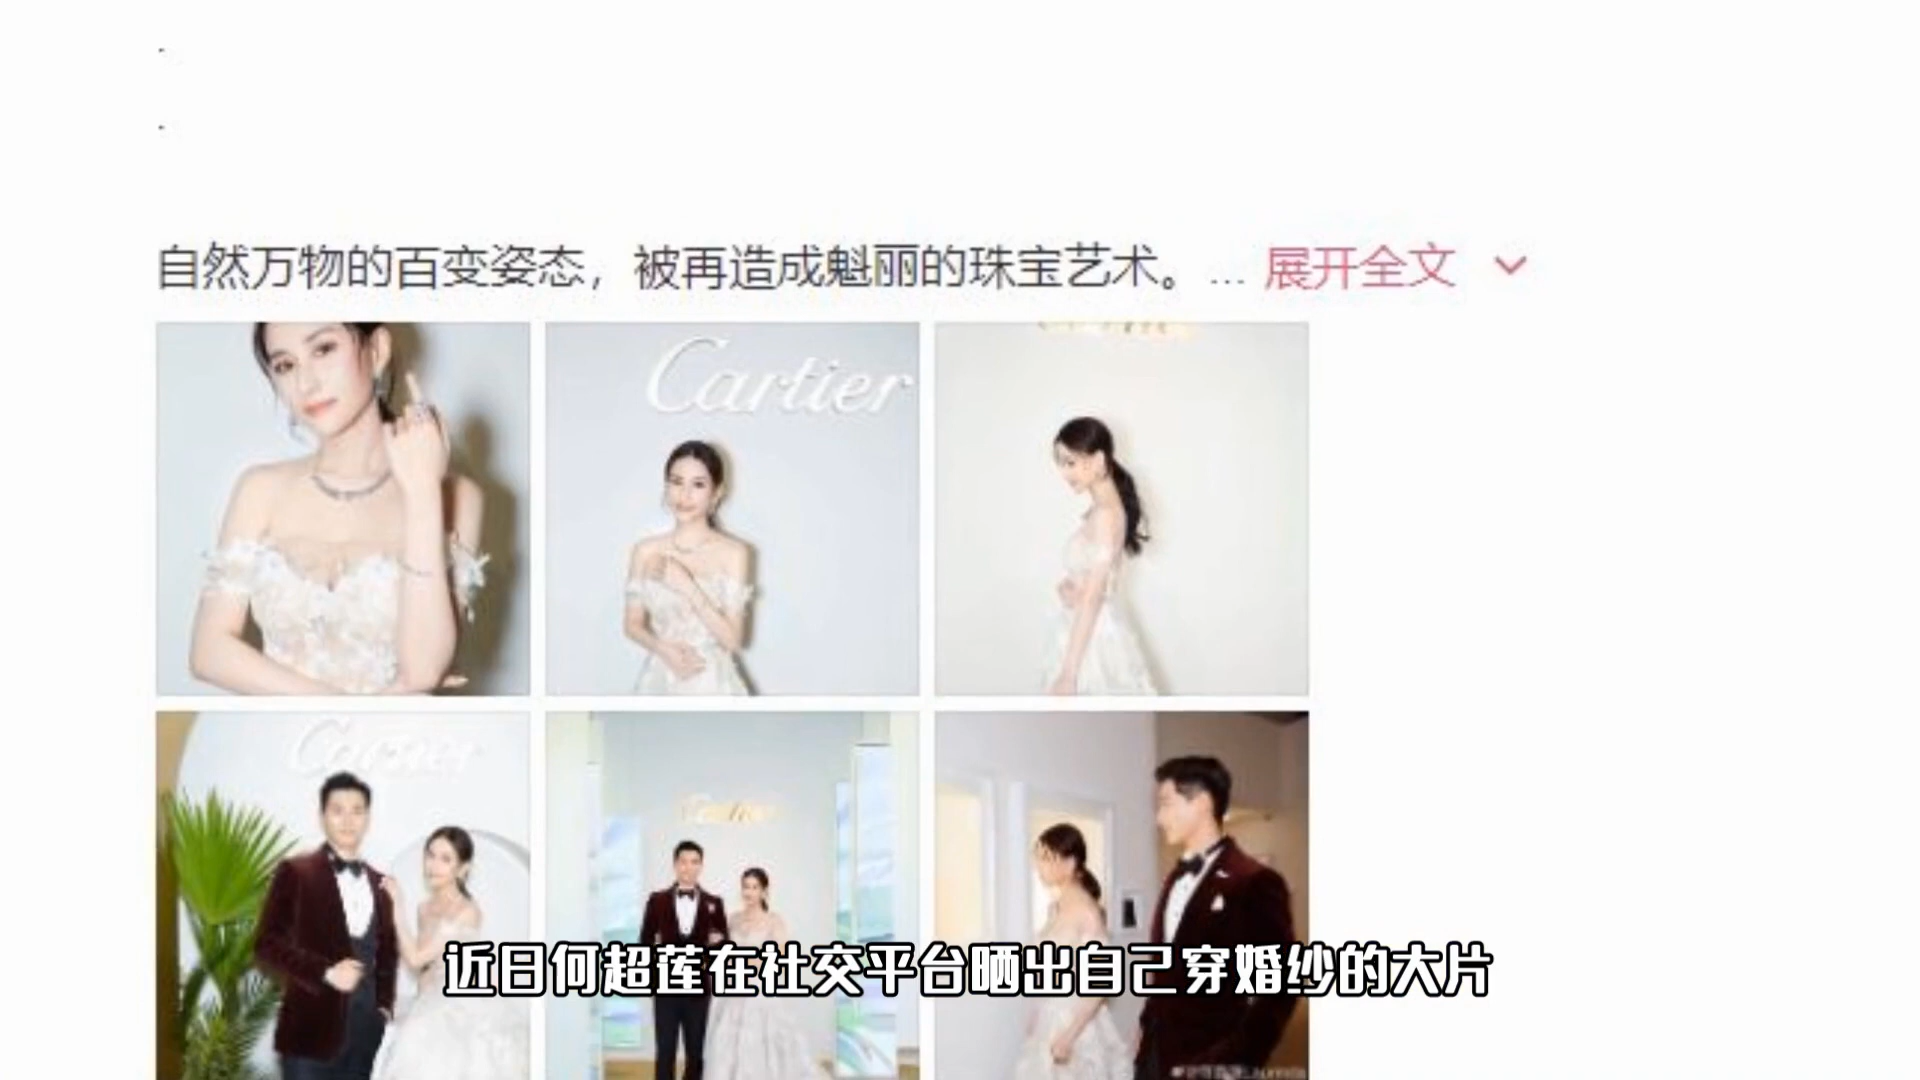 自然万物的百变姿态，被再造成魁丽的珠宝艺术。... 展开全文
Cartier
Cartier
Cartier
近日何超莲在社交平台晒出自己穿婚纱的大片